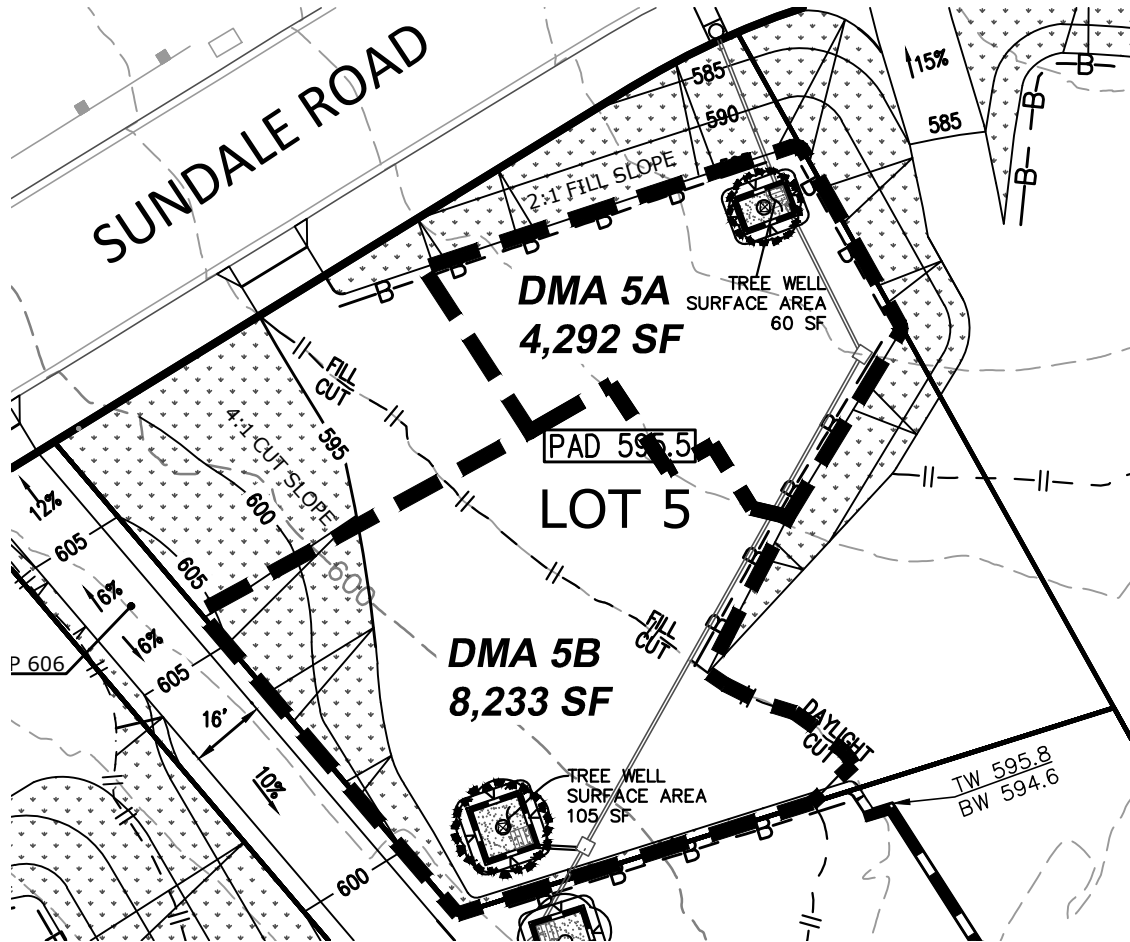 SUNDALE ROAD
585
590
2:1 FILL SLOPE
15%
585
B
B
B
B
B
B
B
B
B
B
DMA 5A
4,292 SF
TREE WELL
SURFACE AREA
60 SF
FILL
CUT
595
4:1 CUT SLOPE
600
PAD 595.5
LOT 5
12%
605
605
6%
6%
605
P 606
16'
10%
600
600
FILL
CUT
B
B
B
B
DMA 5B
8,233 SF
DAYLIGHT
CUT
TREE WELL
SURFACE AREA
105 SF
TW 595.8
BW 594.6
B
B
B
B